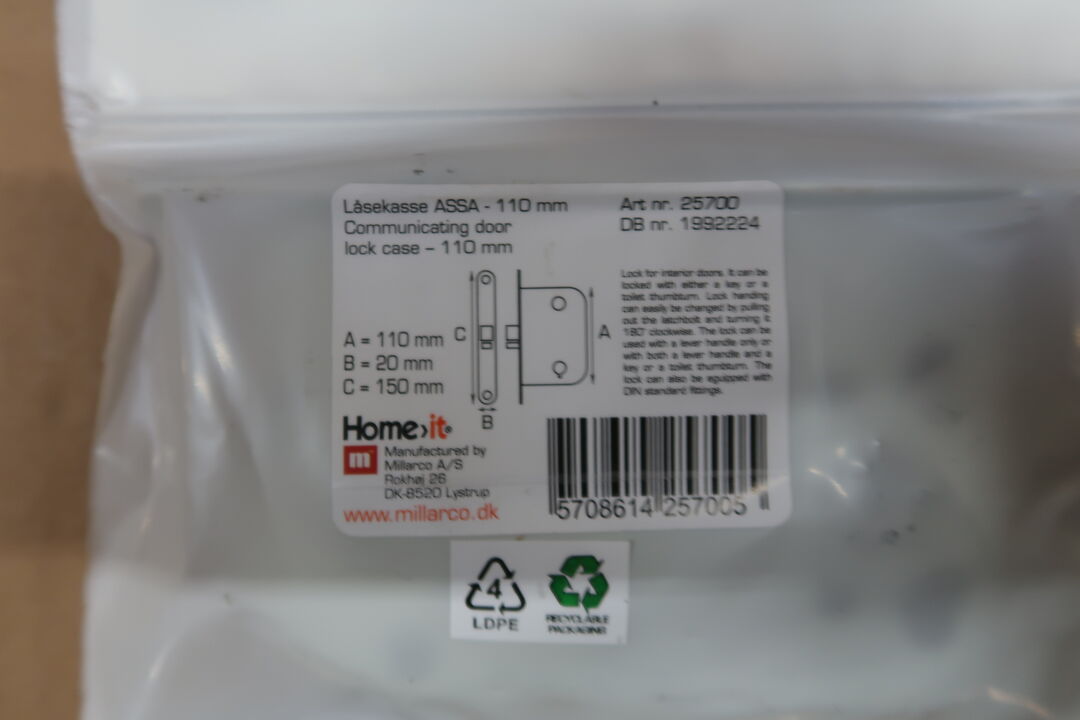 Låsekasse ASSA - 110 mm
Communicating door
lock case – 110 mm
Art nr. 25700
DB nr. 1992224
Lock for interior doors. It can be
locked with either a key or a
toilet thumbturn. Lock handing
can easily be changed by pulling
out the latchbolt and turning it
180° clockwise. The lock can be
used with a lever handle only or
with both a lever handle and a
key or a toilet thumbturn. The
lock can also be equipped with
DIN standard fittings.
A = 110 mm
B = 20 mm
C = 150 mm
C
A
B
Home›it®
m
Manufactured by
Millarco A/S
Rokhøj 26
DK-8520 Lystrup
www.millarco.dk
5708614 257005
4
LDPE
RECYCLABLE
PACKAGING